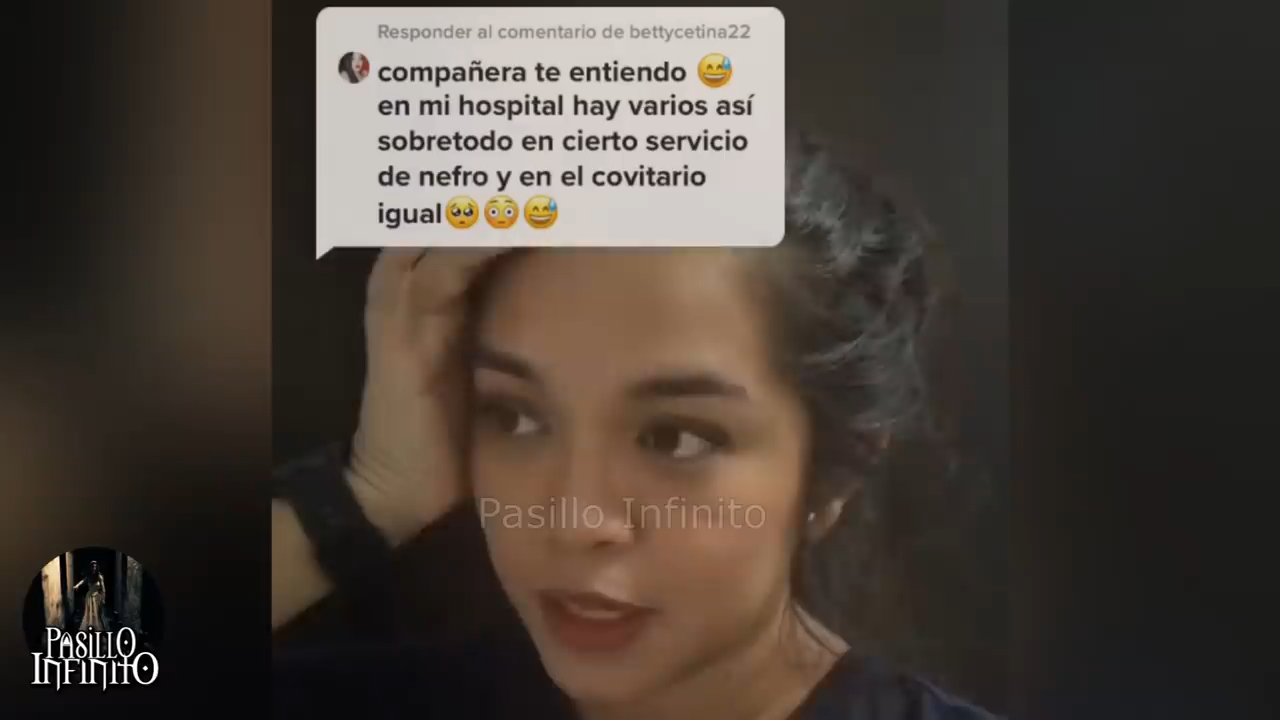 Responder al comentario de bettycetina22
compañera te entiendo 😅
en mi hospital hay varios así
sobretodo en cierto servicio
de nefro y en el covitario
igual🥺😳😅
Pasillo Infinito
PASILLO
INFINITO